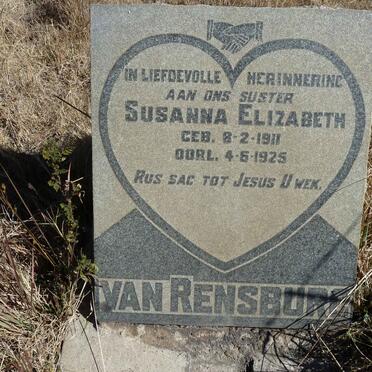 IN LIEFDEVOLLE HERINNERING
AAN ONS SUSTER
SUSANNA ELIZABETH
GEB. 8-2-1911
OORL. 4-6-1925
RUS SAG TOT JESUS U WEK.
VAN RENSBURG